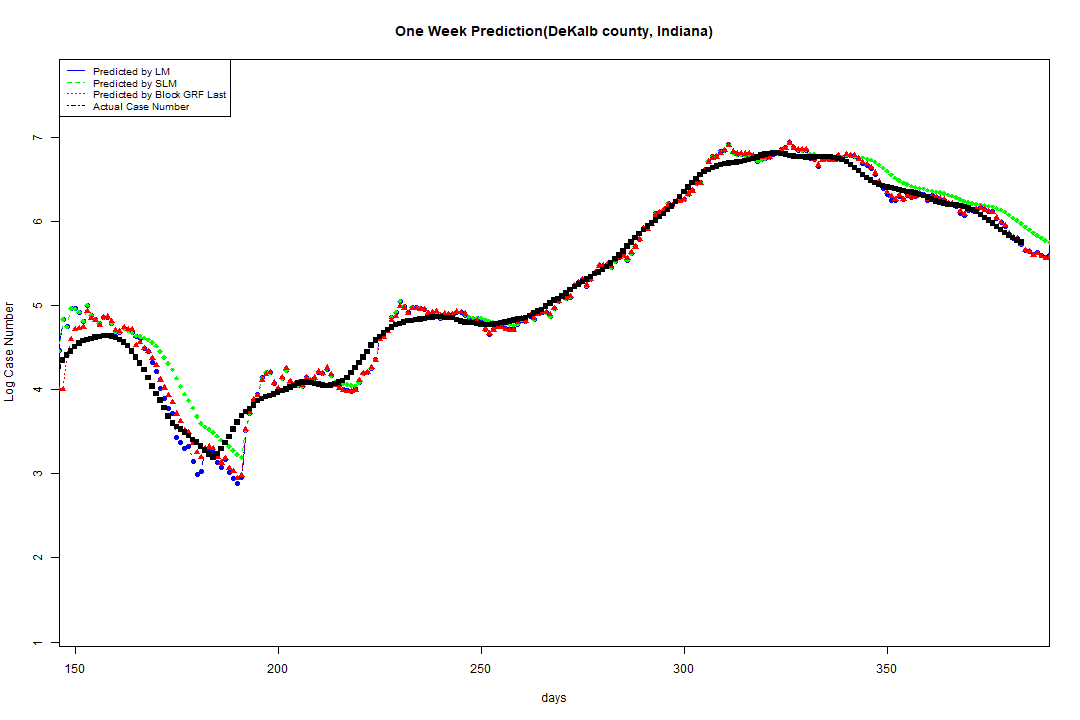 One Week Prediction(DeKalb county, Indiana)
Predicted by LM
Predicted by SLM
Predicted by Block GRF Last
Actual Case Number
7
6
5
4
3
2
1
Log Case Number
150 200 250 300 350
days